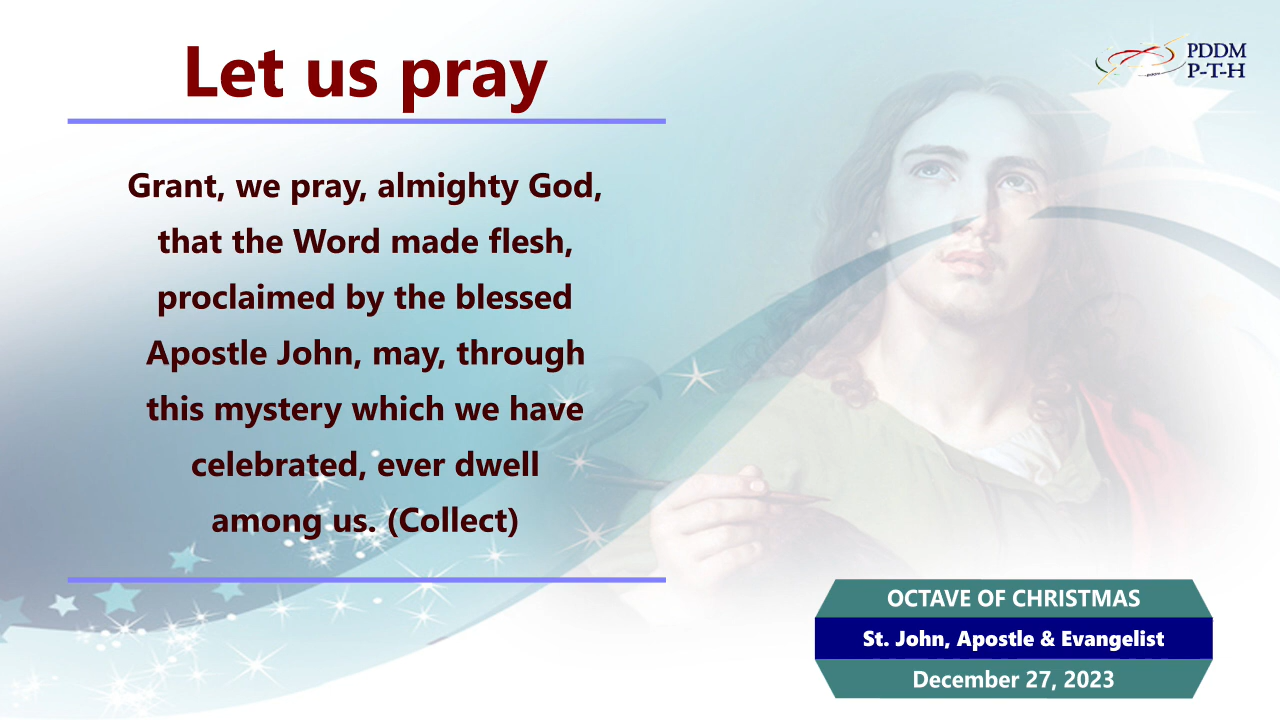 Let us pray
Grant, we pray, almighty God,
that the Word made flesh,
proclaimed by the blessed
Apostle John, may, through
this mystery which we have
celebrated, ever dwell
among us. (Collect)
PDDM
P-T-H
OCTAVE OF CHRISTMAS
St. John, Apostle & Evangelist
December 27, 2023